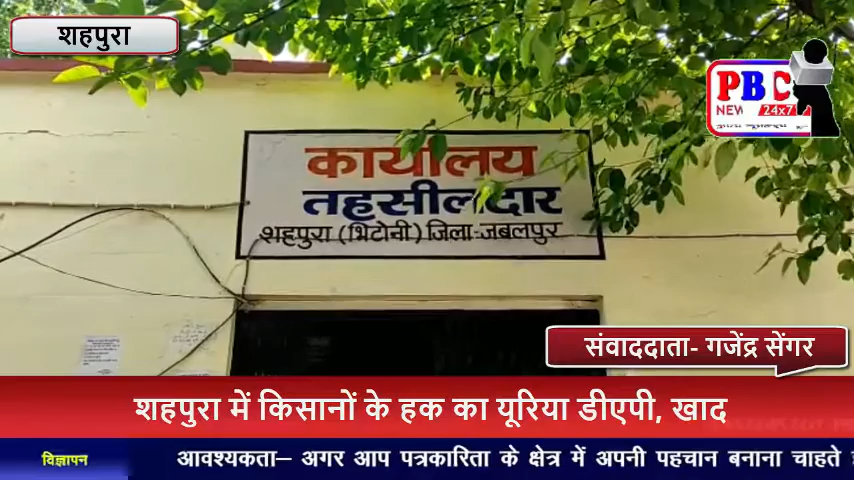 शहपुरा
PBC
NEWS
24x7
कार्यालय
तहसीलदार
शहपुरा (भिटोनी) जिला-जबलपुर
संवाददाता- गजेंद्र सेंगर
शहपुरा में किसानों के हक का यूरिया डीएपी, खाद
विज्ञापन
आवश्यकता– अगर आप पत्रकारिता के क्षेत्र में अपनी पहचान बनाना चाहते